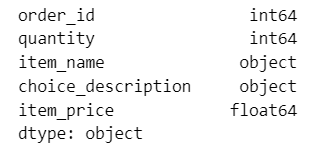 order_id int64
quantity int64
item_name object
choice_description object
item_price float64
dtype: object